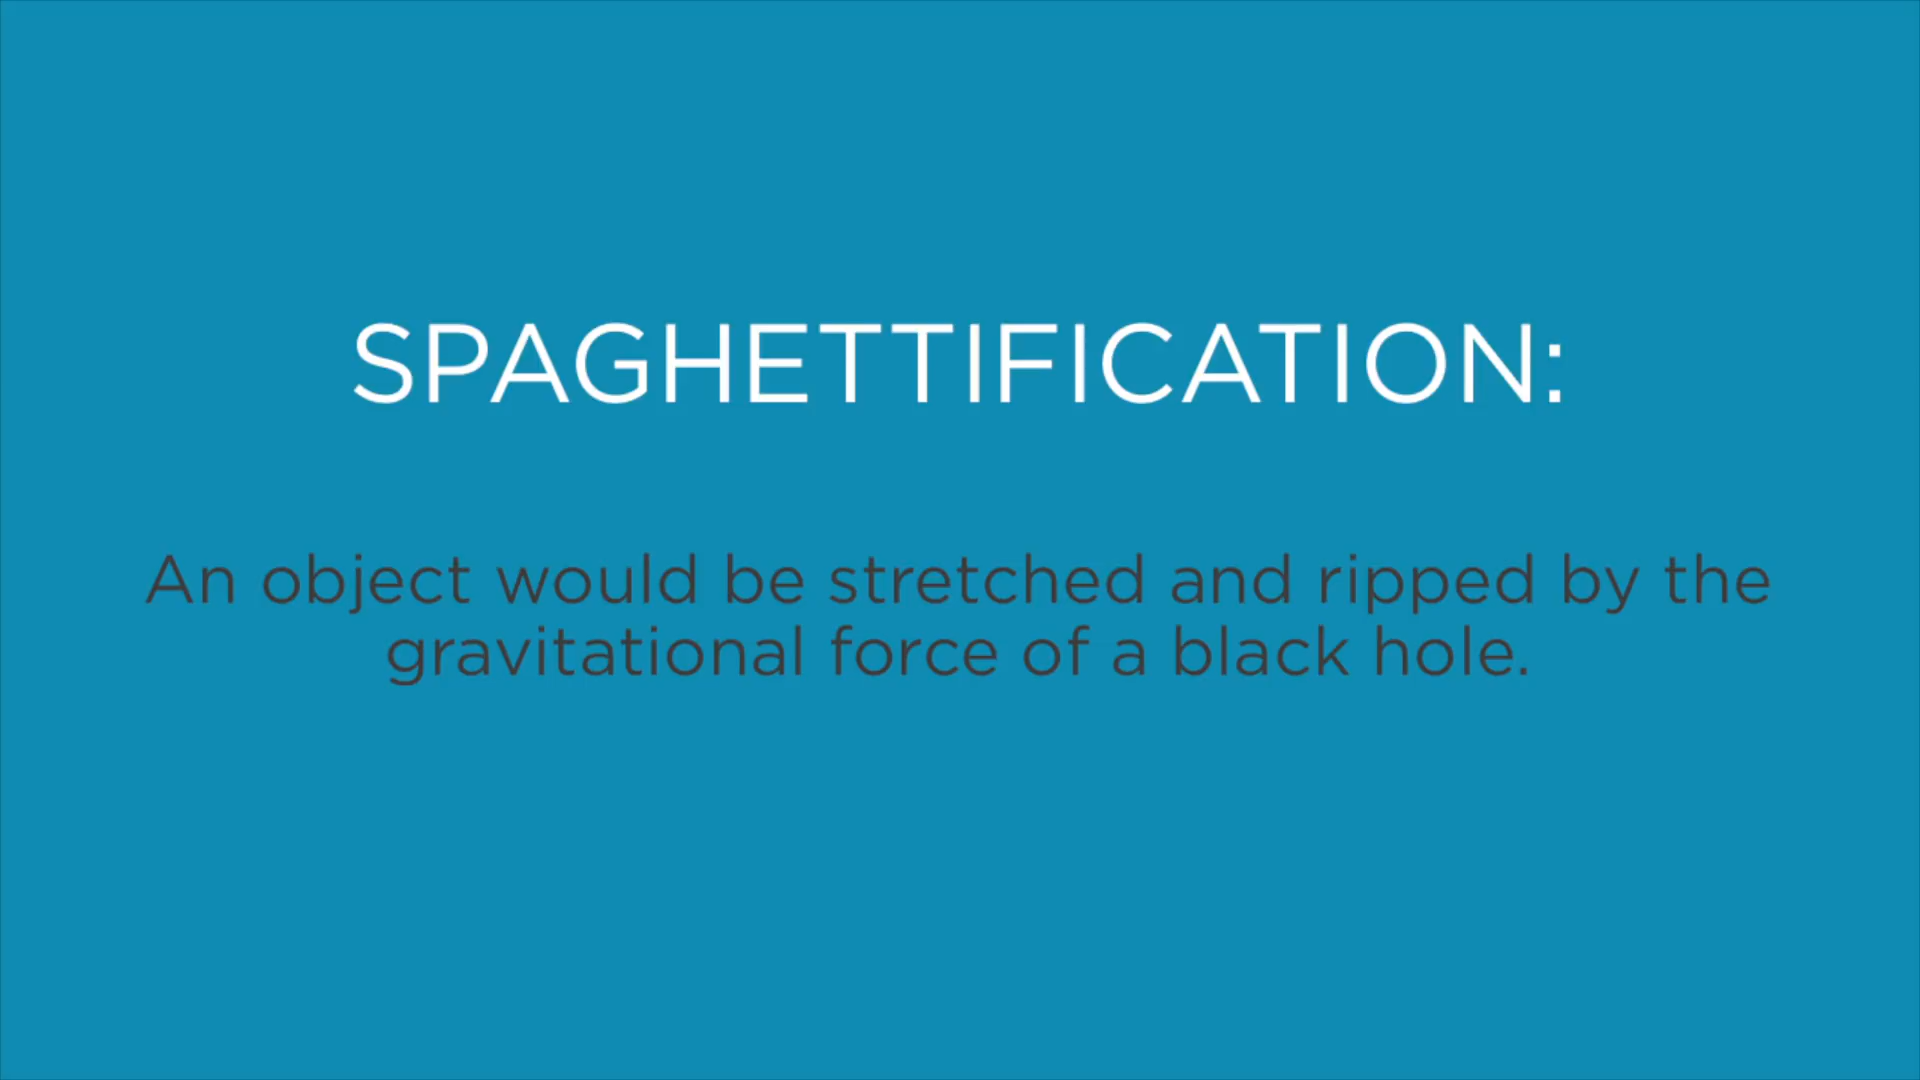 SPAGHETTIFICATION:
An object would be stretched and ripped by the
gravitational force of a black hole.